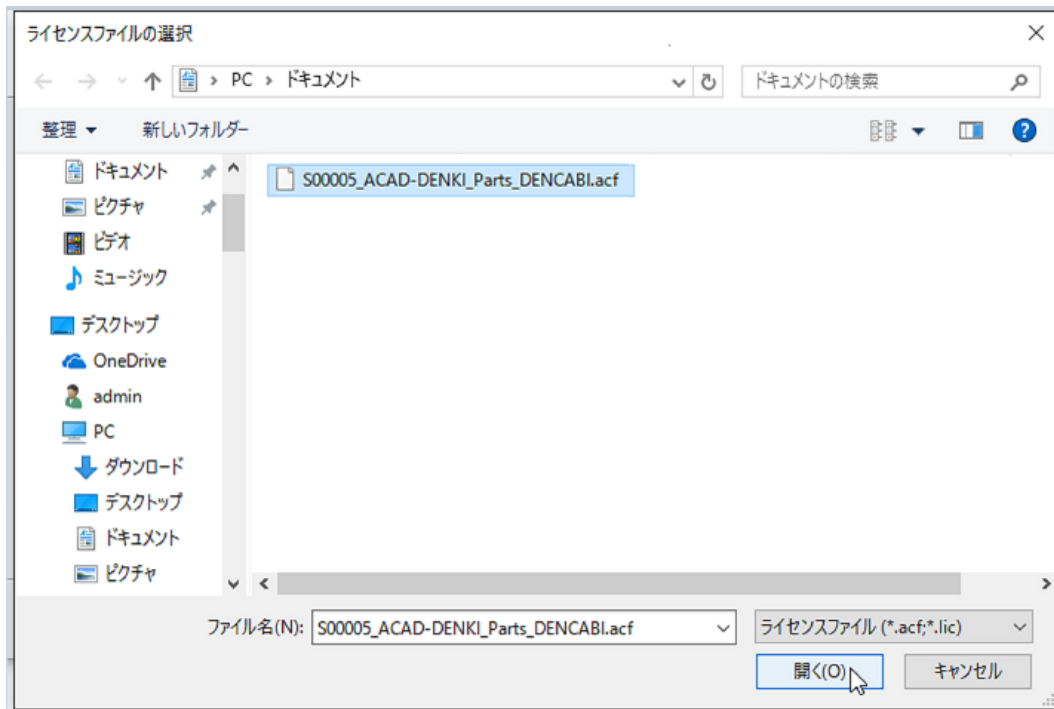 ライセンスファイルの選択
PC › ドキュメント
ドキュメントの検索
整理
新しいフォルダー
ドキュメント
ピクチャ
ビデオ
ミュージック
デスクトップ
OneDrive
admin
PC
ダウンロード
デスクトップ
ドキュメント
ピクチャ
S00005_ACAD-DENKI_Parts_DENCABI.acf
ファイル名(N): S00005_ACAD-DENKI_Parts_DENCABI.acf
ライセンスファイル (*.acf;*.lic)
開く(O)
キャンセル